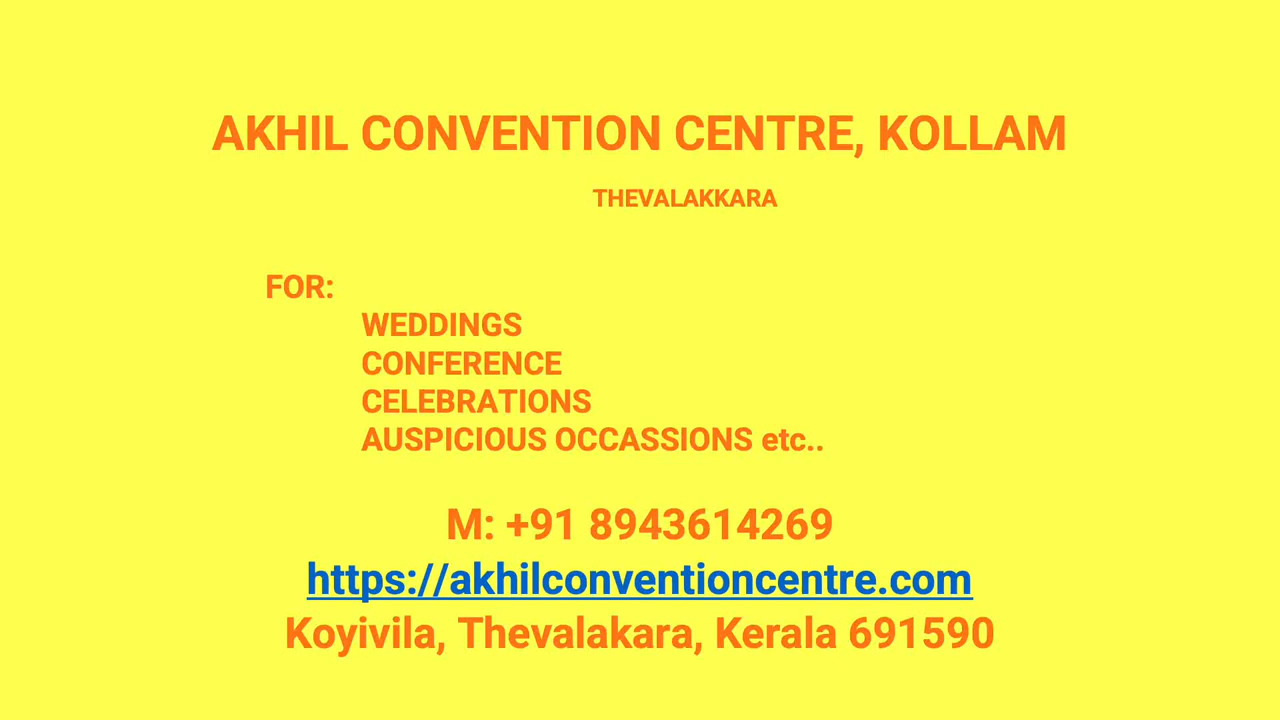 AKHIL CONVENTION CENTRE, KOLLAM
THEVALAKKARA
FOR:
WEDDINGS
CONFERENCE
CELEBRATIONS
AUSPICIOUS OCCASSIONS etc..
M: +91 8943614269
https://akhilconventioncentre.com
Koyivila, Thevalakara, Kerala 691590